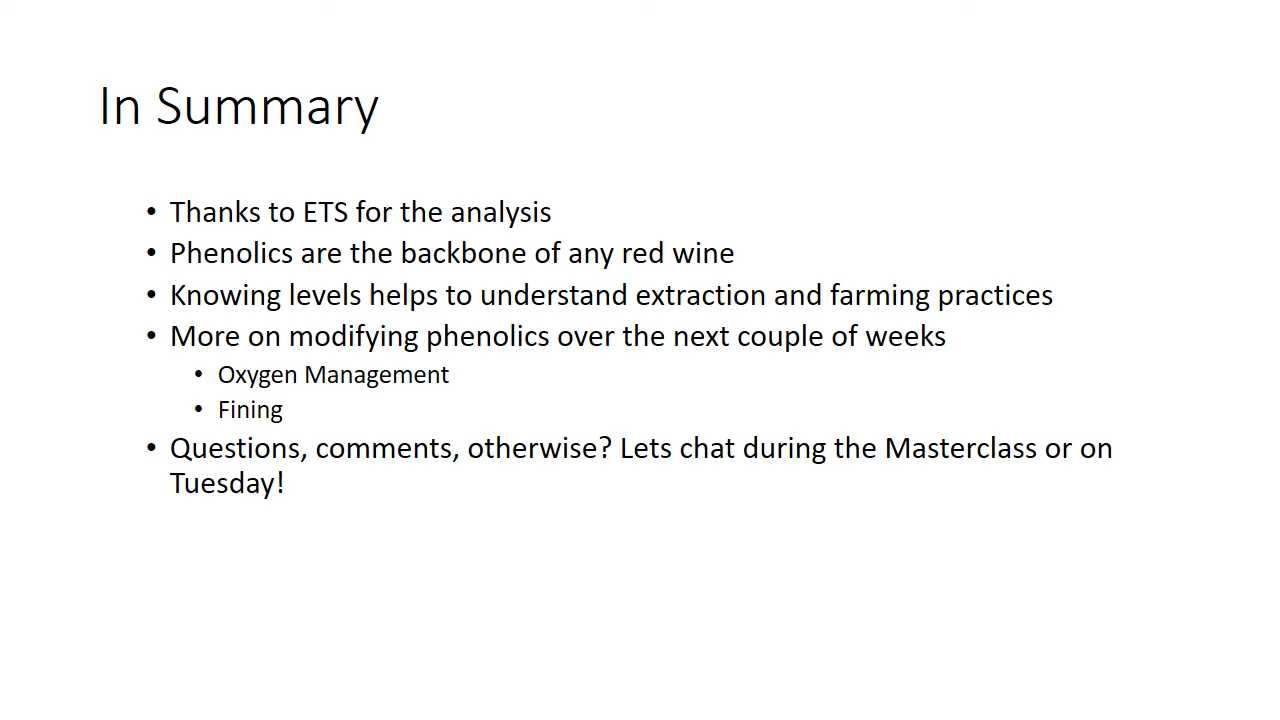 In Summary
• Thanks to ETS for the analysis
• Phenolics are the backbone of any red wine
• Knowing levels helps to understand extraction and farming practices
• More on modifying phenolics over the next couple of weeks
• Oxygen Management
• Fining
• Questions, comments, otherwise? Lets chat during the Masterclass or on
Tuesday!